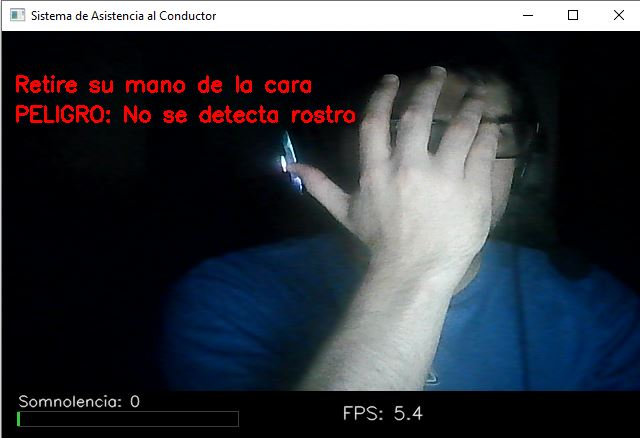 Sistema de Asistencia al Conductor
Retire su mano de la cara
PELIGRO: No se detecta rostro
Somnolencia: 0
FPS: 5.4